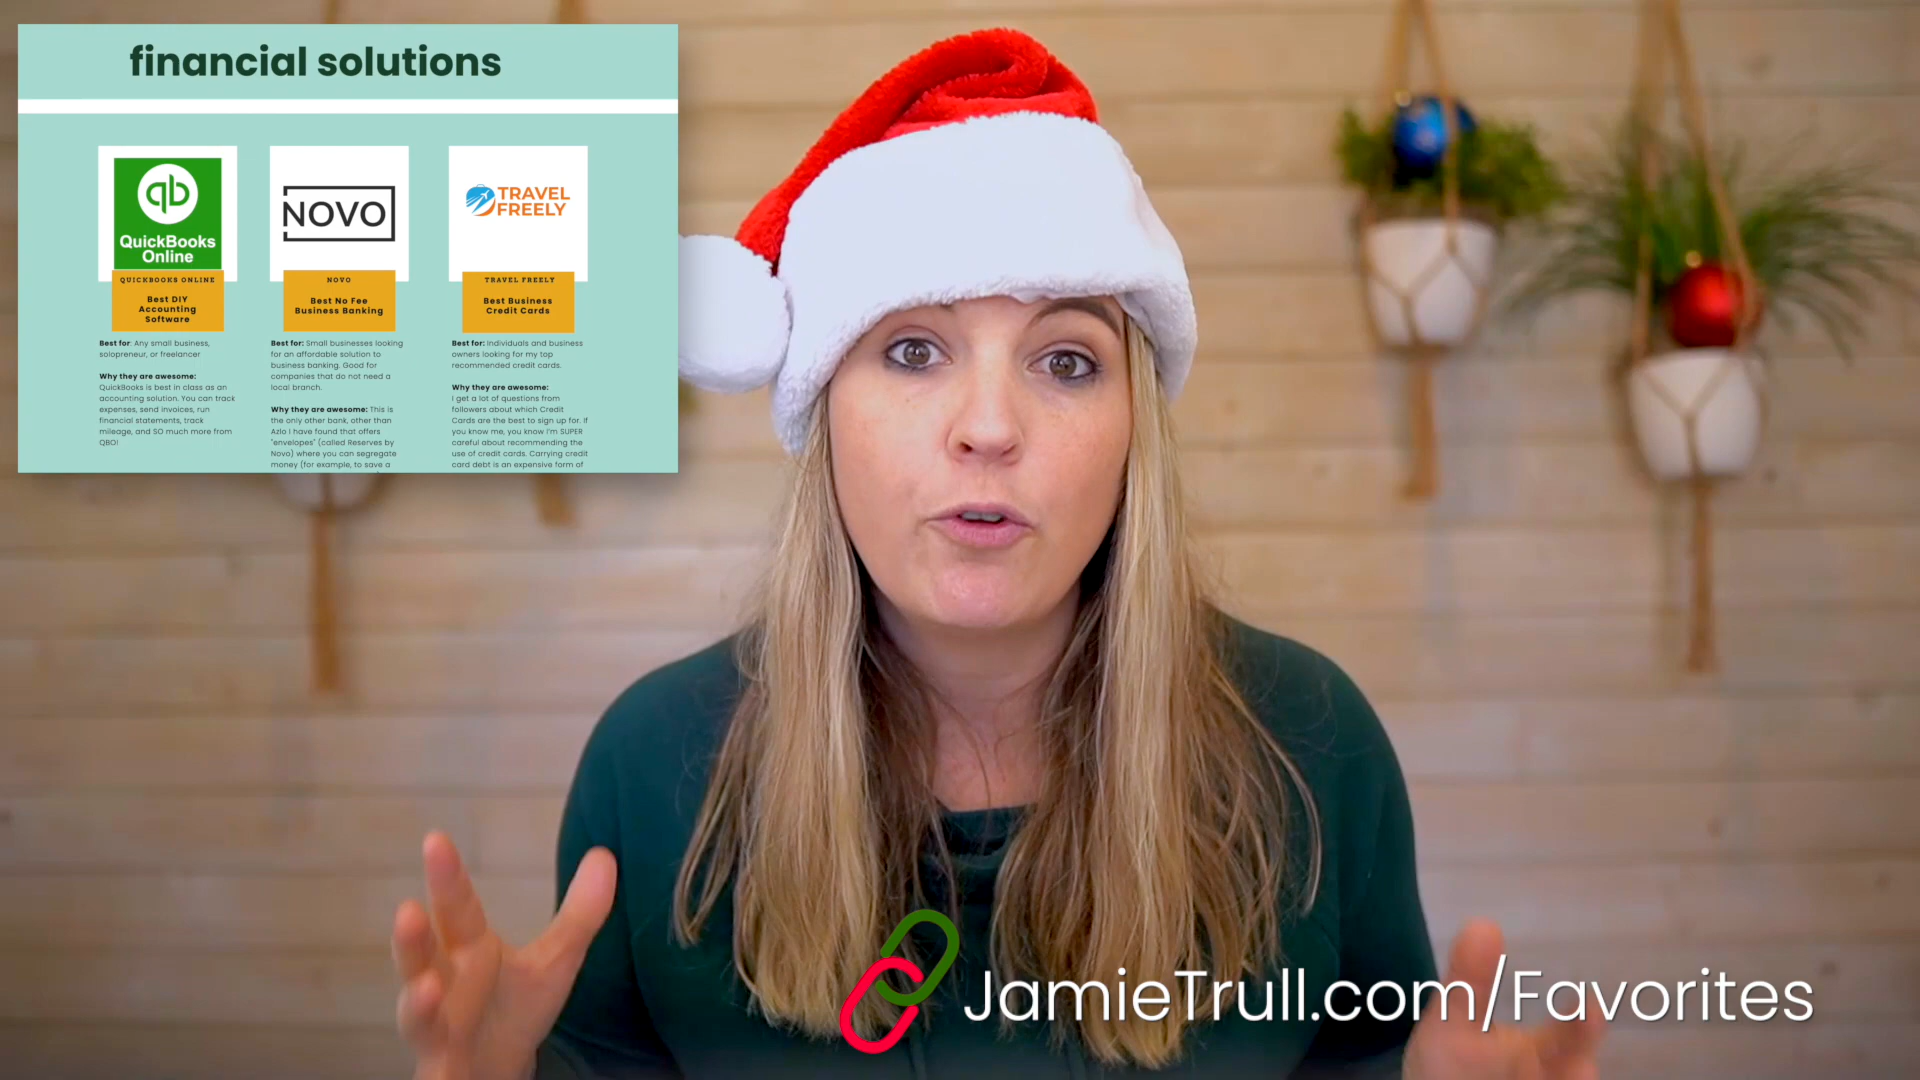 financial solutions
qb
QuickBooks
Online
QUICKBOOKS ONLINE
Best DIY
Accounting
Software
Best for: Any small business,
solopreneur, or freelancer
Why they are awesome:
QuickBooks is best in class as an
accounting solution. You can track
expenses, send invoices, run
financial statements, track
mileage, and SO much more from
QBO!
NOVO
NOVO
Best No Fee
Business Banking
Best for: Small businesses looking
for an affordable solution to
business banking. Good for
companies that do not need a
local branch.
Why they are awesome: This is
the only other bank, other than
Azlo I have found that offers
"envelopes" (called Reserves by
Novo) where you can segregate
money (for example, to save a
TRAVEL
FREELY
TRAVEL FREELY
Best Business
Credit Cards
Best for: Individuals and business
owners looking for my top
recommended credit cards.
Why they are awesome:
I get a lot of questions from
followers about which Credit
Cards are the best to sign up for. If
you know me, you know I'm SUPER
careful about recommending the
use of credit cards. Carrying credit
card debt is an expensive form of
JamieTrull.com/Favorites